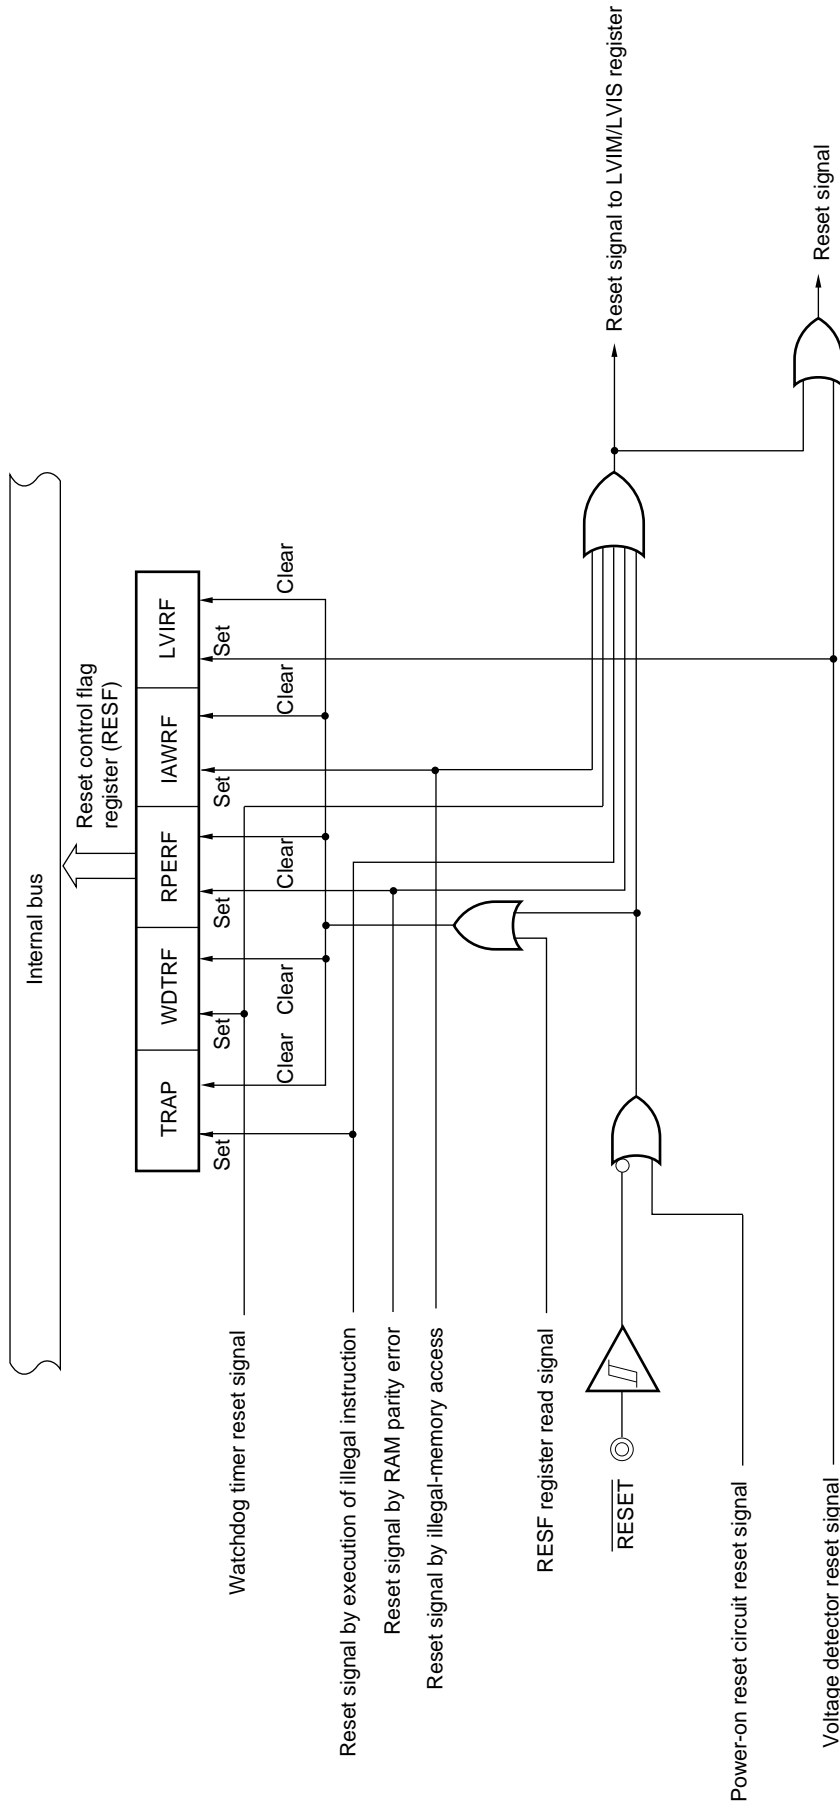 Internal bus
Reset control flag
register (RESF)
TRAP
WDTRF
RPERF
IAWRF
LVIRF
Set
Clear
Set
Clear
Set
Clear
Set
Clear
Set
Clear
Watchdog timer reset signal
Reset signal by execution of illegal instruction
Reset signal by RAM parity error
Reset signal by illegal-memory access
RESF register read signal
RESET
Power-on reset circuit reset signal
Voltage detector reset signal
Reset signal to LVIM/LVIS register
Reset signal